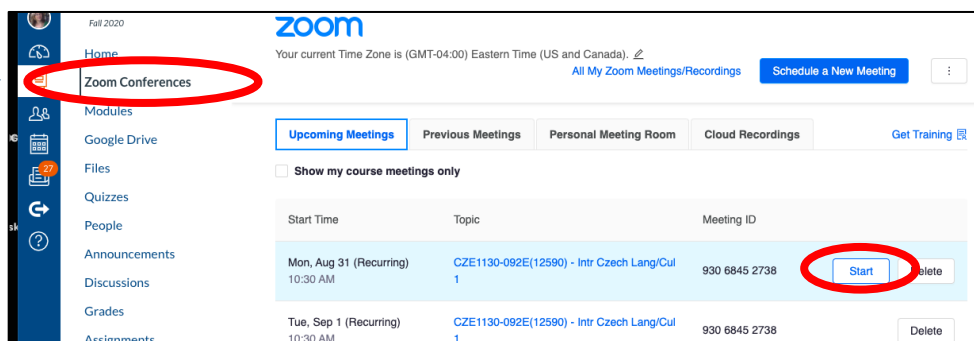 Fall 2020
Home
Zoom Conferences
Modules
Google Drive
Files
27
Quizzes
People
Announcements
Discussions
Grades
Assignments
zoom
Your current Time Zone is (GMT-04:00) Eastern Time (US and Canada).
All My Zoom Meetings/Recordings
Schedule a New Meeting
Upcoming Meetings
Previous Meetings
Personal Meeting Room
Cloud Recordings
Get Training
Show my course meetings only
Start Time
Topic
Meeting ID
Mon, Aug 31 (Recurring)
10:30 AM
CZE1130-092E(12590) - Intr Czech Lang/Cul
1
930 6845 2738
Start
Delete
Tue, Sep 1 (Recurring)
10:30 AM
CZE1130-092E(12590) - Intr Czech Lang/Cul
1
930 6845 2738
Delete